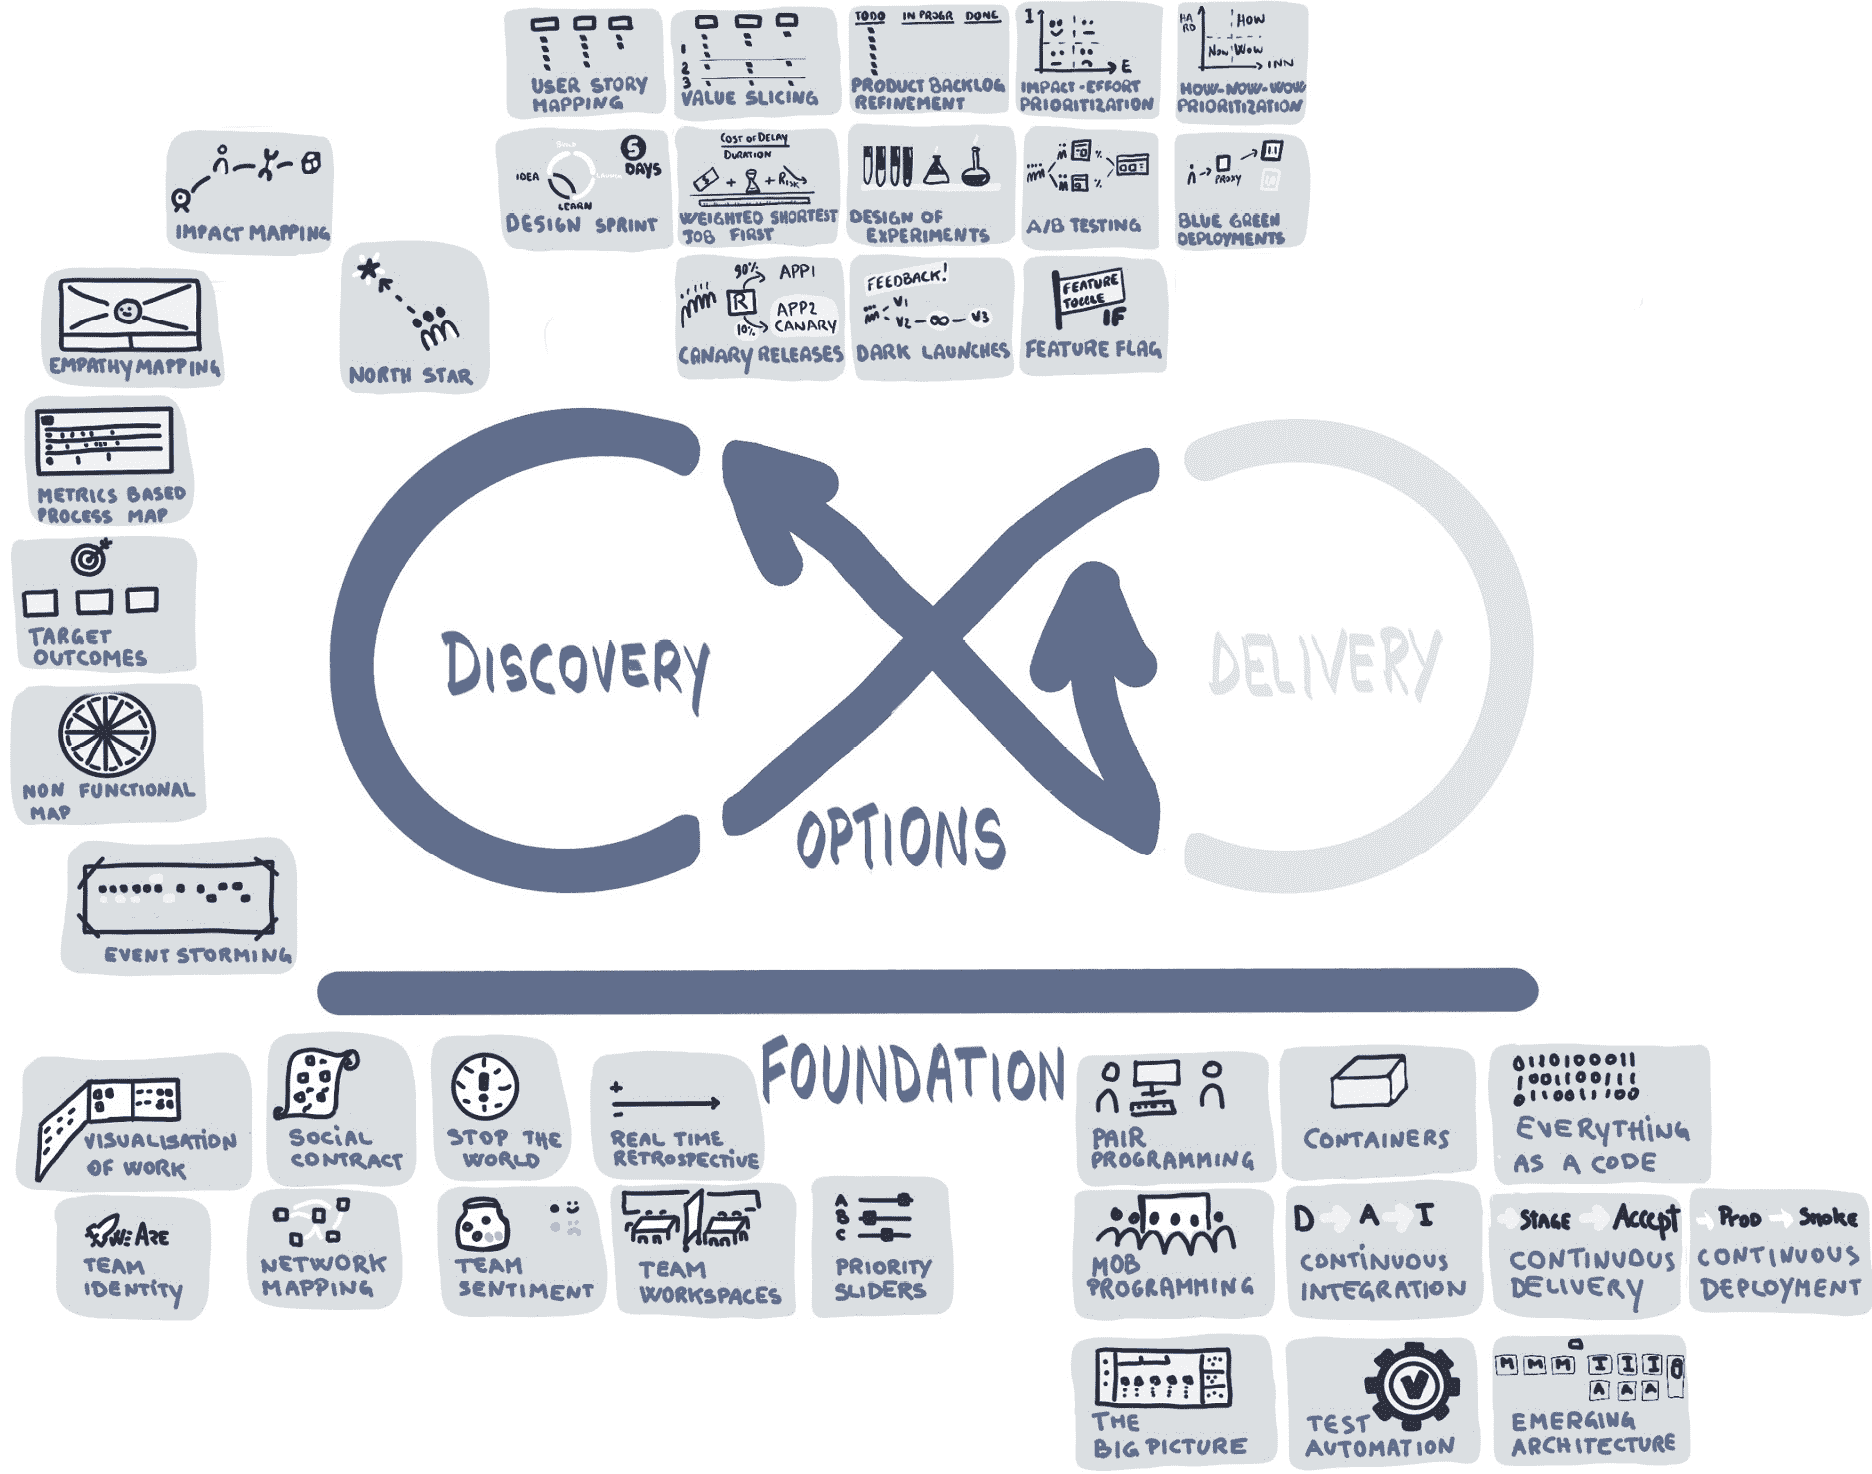 USER STORY
MAPPING
1
2
3
VALUE SLICING
TODO IN PROGR DONE
PRODUCT BACKLOG
REFINEMENT
I
E
IMPACT-EFFORT
PRIORITIZATION
HARD
HOW
NOW WOW
INN
HOW-NOW-WOW
PRIORITIZATION
IMPACT MAPPING
BUILD
IDEA
LAUNCH
LEARN
5
DAYS
DESIGN SPRINT
COST OF DELAY
DURATION
$ + + RISK
WEIGHTED SHORTEST
JOB FIRST
DESIGN OF
EXPERIMENTS
%
%
A/B TESTING
PROXY
BLUE GREEN
DEPLOYMENTS
NORTH STAR
90% APP1
R
10% APP2
CANARY
CANARY RELEASES
FEEDBACK!
V1
V2 ∞ V3
DARK LAUNCHES
FEATURE
TOGGLE
IF
FEATURE FLAG
EMPATHY MAPPING
METRICS BASED
PROCESS MAP
TARGET
OUTCOMES
NON FUNCTIONAL
MAP
EVENT STORMING
DISCOVERY
DELIVERY
OPTIONS
FOUNDATION
VISUALISATION
OF WORK
SOCIAL
CONTRACT
STOP THE
WORLD
+
-
REAL TIME
RETROSPECTIVE
WE ARE
TEAM
IDENTITY
NETWORK
MAPPING
TEAM
SENTIMENT
TEAM
WORKSPACES
A
B
C
PRIORITY
SLIDERS
PAIR
PROGRAMMING
CONTAINERS
0110100011
1001100111
0110011100
EVERYTHING
AS A CODE
MOB
PROGRAMMING
D A I
CONTINUOUS
INTEGRATION
STAGE ACCEPT
CONTINUOUS
DELIVERY
PROD SMOKE
CONTINUOUS
DEPLOYMENT
THE
BIG PICTURE
V
TEST
AUTOMATION
M M M I I I O
A A A
EMERGING
ARCHITECTURE